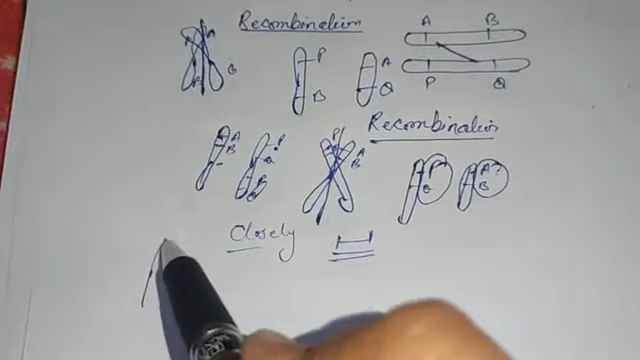 Recombination
A B
P A
Q
B Q
P Q
Recombination
A P P A
B Q B
P A?
Q B
Closely